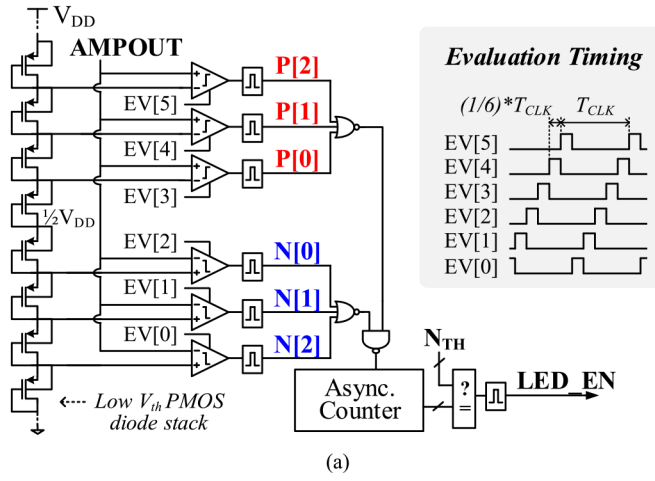 V_DD
AMPOUT
P[2]
EV[5]
P[1]
EV[4]
P[0]
EV[3]
½V_DD
EV[2]
N[0]
EV[1]
N[1]
EV[0]
N[2]
Low V_th PMOS
diode stack
Async.
Counter
N_TH
?
=
LED_EN
Evaluation Timing
(1/6)*T_CLK T_CLK
EV[5]
EV[4]
EV[3]
EV[2]
EV[1]
EV[0]
(a)